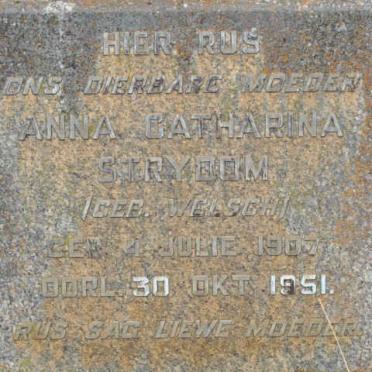 HIER RUS
ONS DIERBARE MOEDER
ANNA CATHARINA
STRYDOM
(GEB. WELSCH)
GEB. 4 JULIE 1907
OORL. 30 OKT. 1951.
RUS SAG LIEWE MOEDER